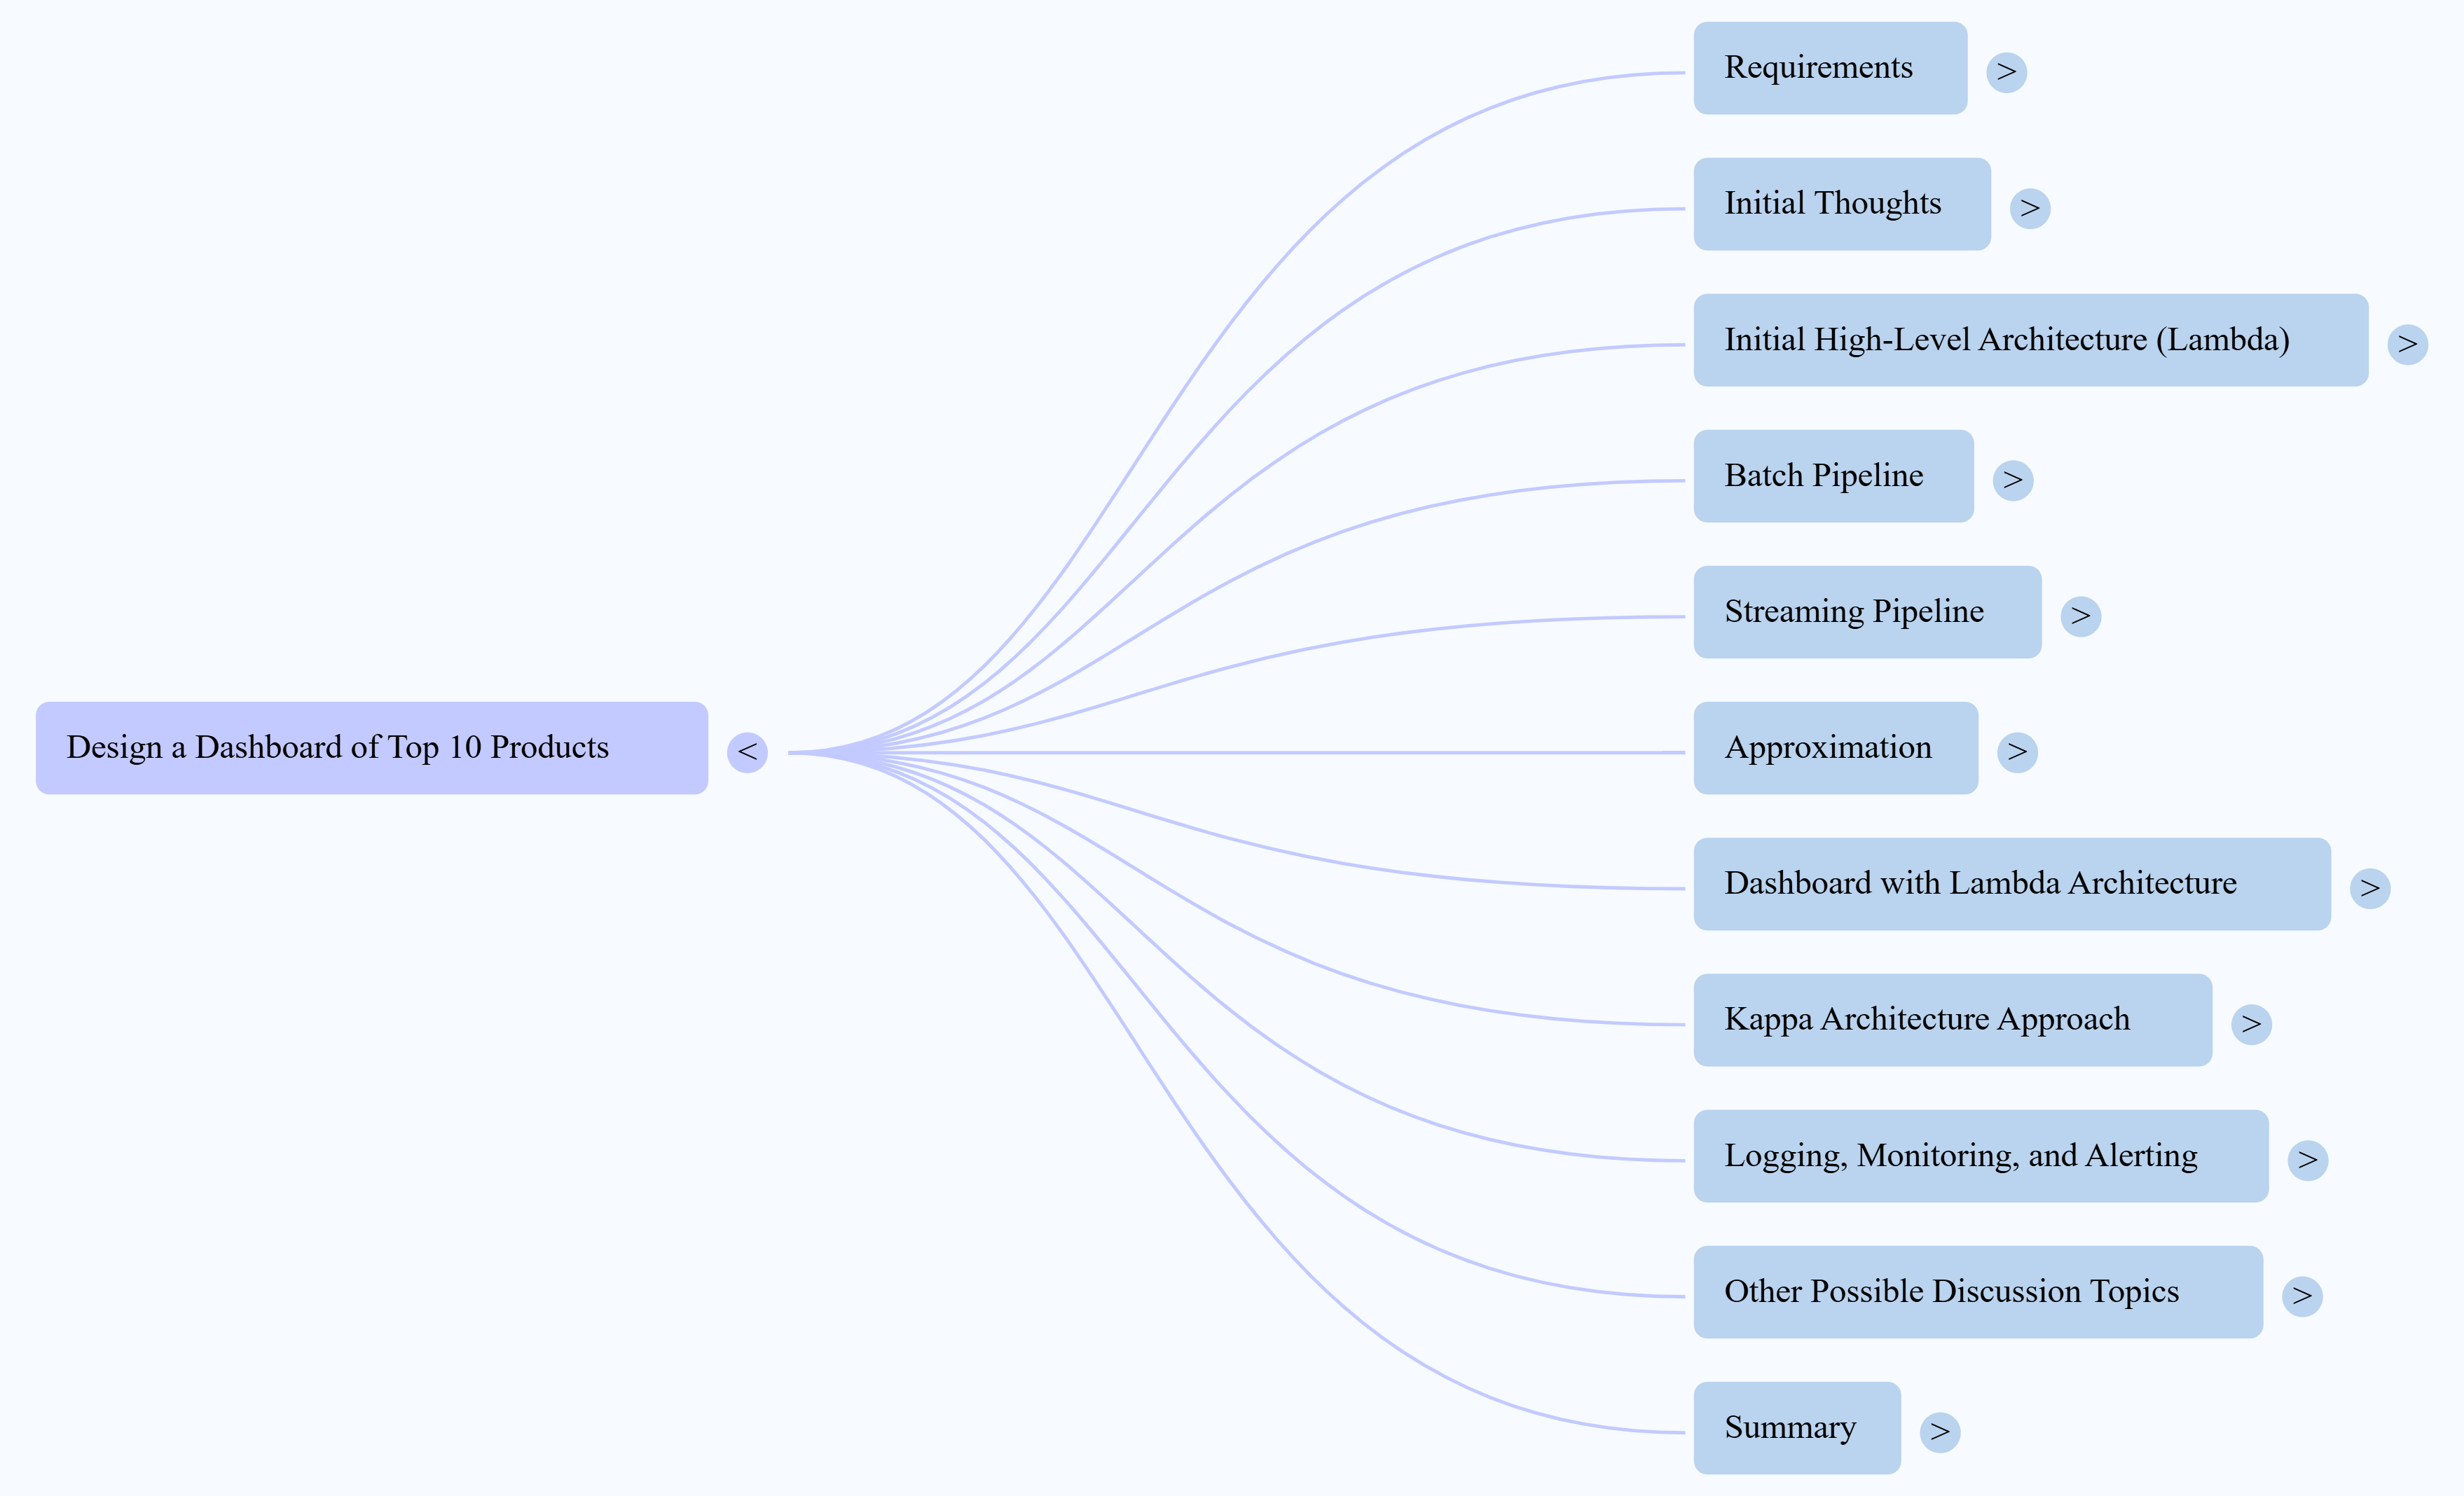 Requirements
>
Initial Thoughts
>
Initial High-Level Architecture (Lambda)
>
Batch Pipeline
>
Streaming Pipeline
>
Design a Dashboard of Top 10 Products
<
Approximation
>
Dashboard with Lambda Architecture
>
Kappa Architecture Approach
>
Logging, Monitoring, and Alerting
>
Other Possible Discussion Topics
>
Summary
>